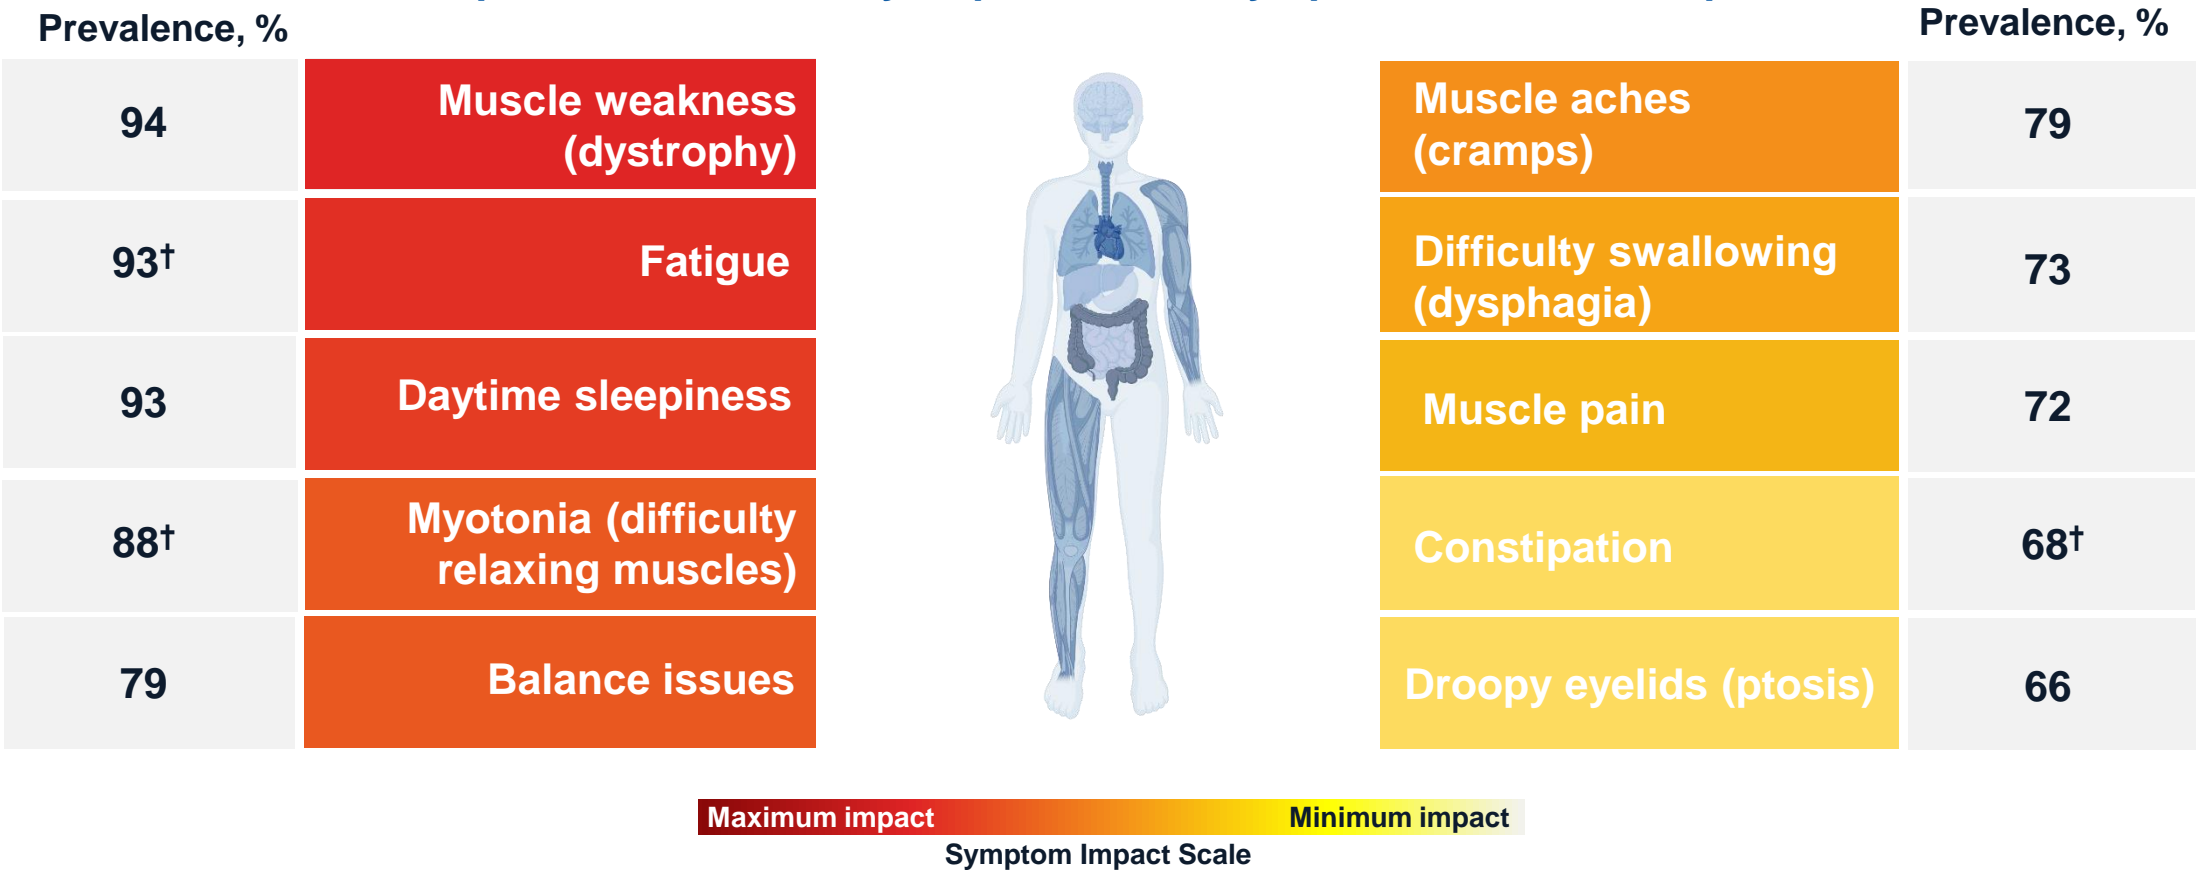 Prevalence, %
94
Muscle weakness
(dystrophy)
93†
Fatigue
93
Daytime sleepiness
88†
Myotonia (difficulty
relaxing muscles)
79
Balance issues
Prevalence, %
Muscle aches
(cramps)
79
Difficulty swallowing
(dysphagia)
73
Muscle pain
72
Constipation
68†
Droopy eyelids (ptosis)
66
Maximum impact
Minimum impact
Symptom Impact Scale